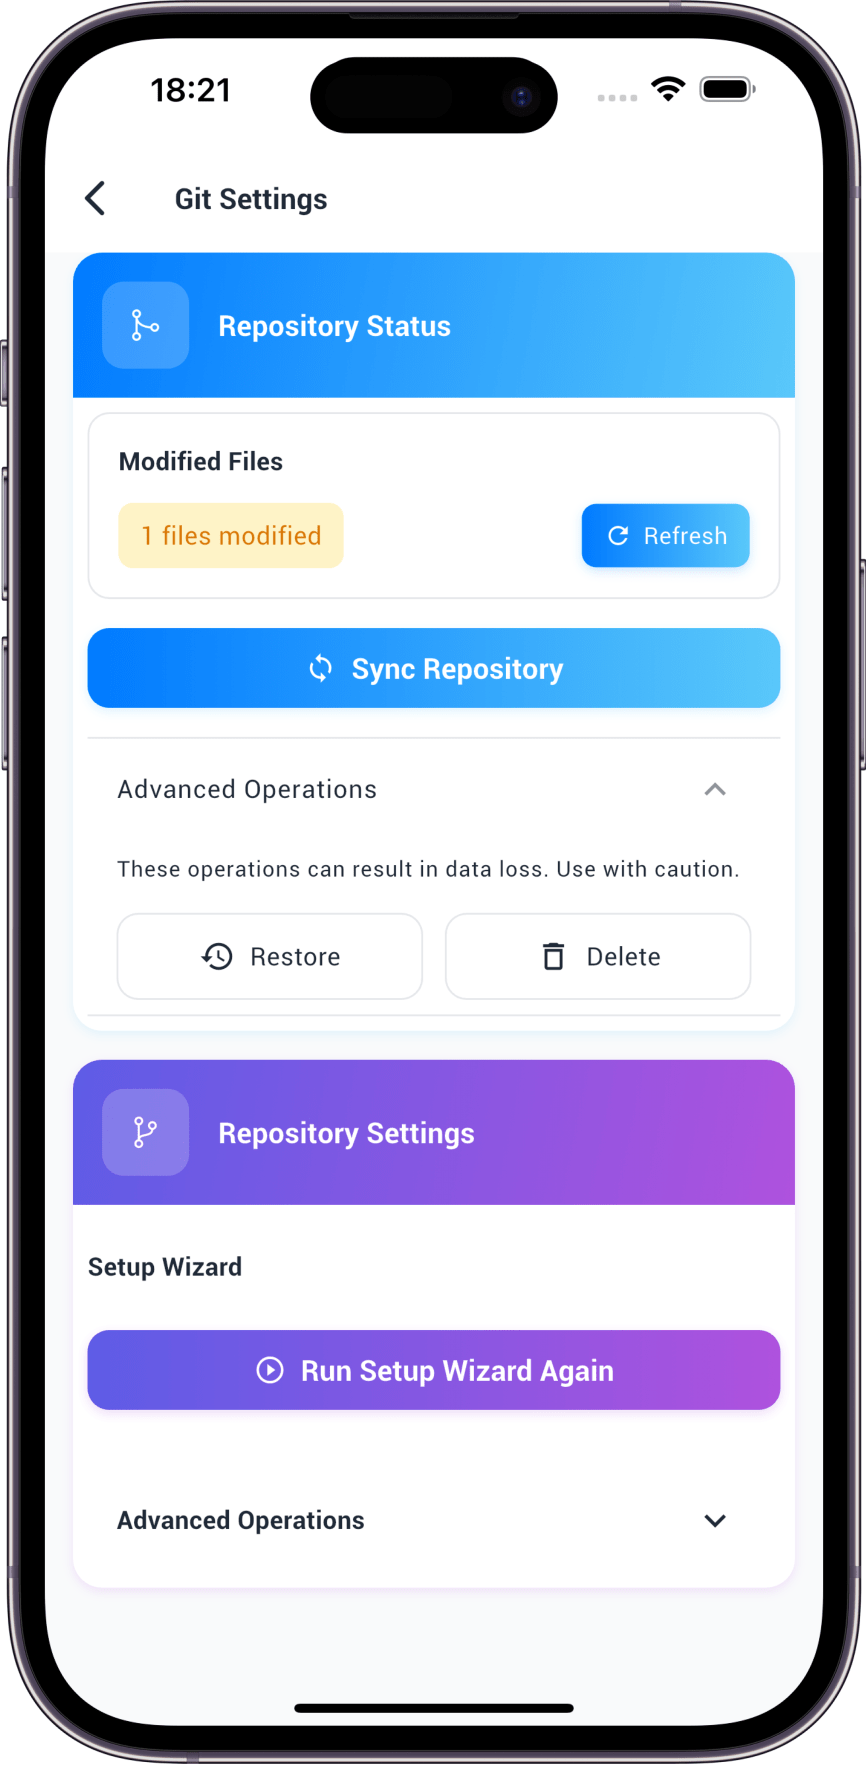 18:21
Git Settings
Repository Status
Modified Files
1 files modified
Refresh
Sync Repository
Advanced Operations
These operations can result in data loss. Use with caution.
Restore
Delete
Repository Settings
Setup Wizard
Run Setup Wizard Again
Advanced Operations